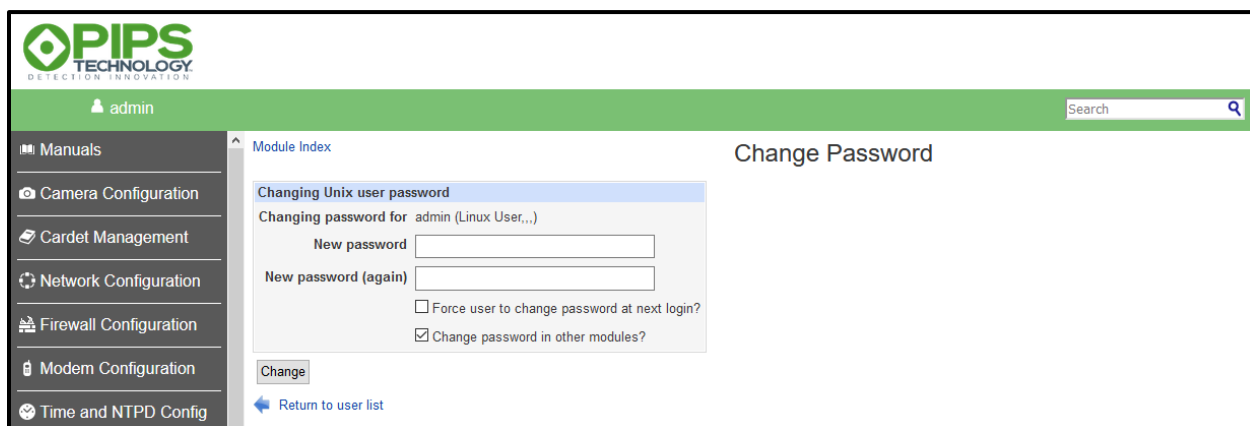 PIPS
TECHNOLOGY
DETECTION INNOVATION
admin
Search
Manuals
Camera Configuration
Cardet Management
Network Configuration
Firewall Configuration
Modem Configuration
Time and NTPD Config
Module Index
Change Password
Changing Unix user password
Changing password for admin (Linux User,,,)
New password
New password (again)
Force user to change password at next login?
Change password in other modules?
Change
Return to user list